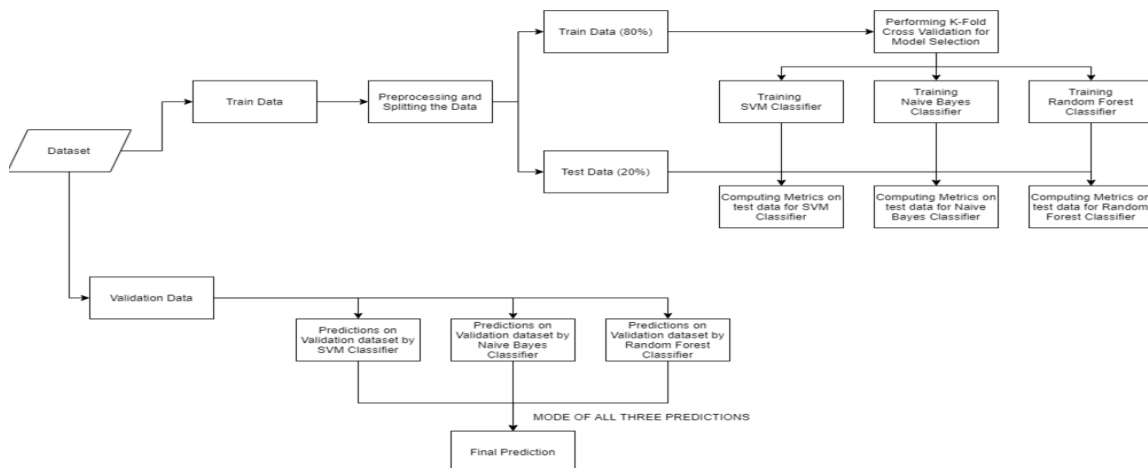 Train Data (80%)
Performing K-Fold
Cross Validation for
Model Selection
Train Data
Preprocessing and
Splitting the Data
Training
SVM Classifier
Training
Naive Bayes
Classifier
Training
Random Forest
Classifier
Dataset
Test Data (20%)
Computing Metrics on
test data for SVM
Classifier
Computing Metrics on
test data for Naive
Bayes Classifier
Computing Metrics on
test data for Random
Forest Classifier
Validation Data
Predictions on
Validation dataset by
SVM Classifier
Predictions on
Validation dataset by
Naive Bayes
Classifier
Predictions on
Validation dataset by
Random Forest
Classifier
MODE OF ALL THREE PREDICTIONS
Final Prediction